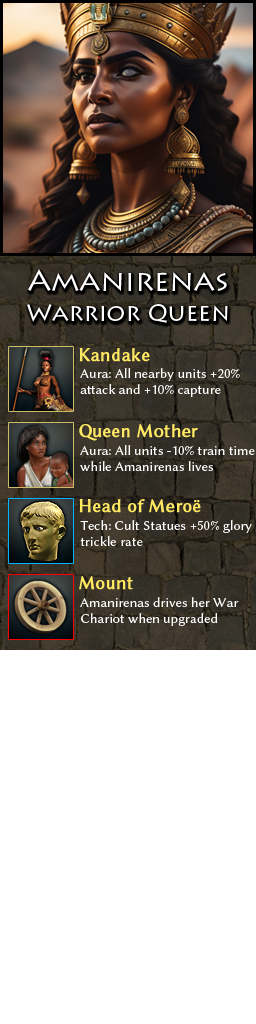 Amanirenas
Warrior Queen
Kandake
Aura: All nearby units +20%
attack and +10% capture
Queen Mother
Aura: All units -10% train time
while Amanirenas lives
Head of Meroë
Tech: Cult Statues +50% glory
trickle rate
Mount
Amanirenas drives her War
Chariot when upgraded